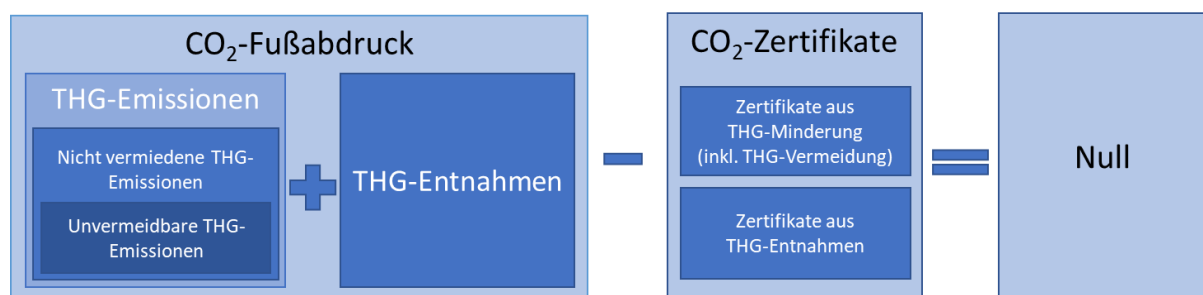 CO₂-Fußabdruck
THG-Emissionen
Nicht vermiedene THG-
Emissionen
Unvermeidbare THG-
Emissionen
THG-Entnahmen
CO₂-Zertifikate
Zertifikate aus
THG-Minderung
(inkl. THG-Vermeidung)
Zertifikate aus
THG-Entnahmen
Null